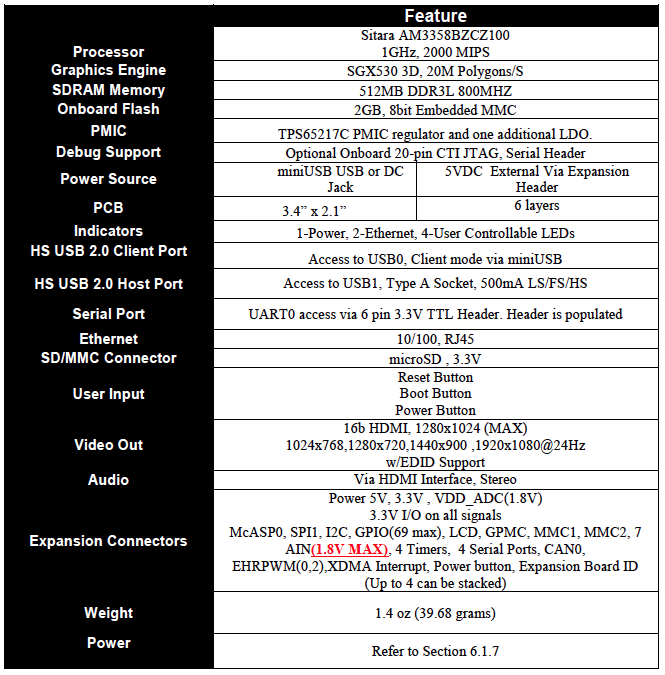 Feature
Processor
Sitara AM3358BZCZ100
1GHz, 2000 MIPS
Graphics Engine
SGX530 3D, 20M Polygons/S
SDRAM Memory
512MB DDR3L 800MHZ
Onboard Flash
2GB, 8bit Embedded MMC
PMIC
TPS65217C PMIC regulator and one additional LDO.
Debug Support
Optional Onboard 20-pin CTI JTAG, Serial Header
Power Source
miniUSB USB or DC
Jack
5VDC External Via Expansion
Header
PCB
3.4” x 2.1”
6 layers
Indicators
1-Power, 2-Ethernet, 4-User Controllable LEDs
HS USB 2.0 Client Port
Access to USB0, Client mode via miniUSB
HS USB 2.0 Host Port
Access to USB1, Type A Socket, 500mA LS/FS/HS
Serial Port
UART0 access via 6 pin 3.3V TTL Header. Header is populated
Ethernet
10/100, RJ45
SD/MMC Connector
microSD , 3.3V
User Input
Reset Button
Boot Button
Power Button
Video Out
16b HDMI, 1280x1024 (MAX)
1024x768,1280x720,1440x900 ,1920x1080@24Hz
w/EDID Support
Audio
Via HDMI Interface, Stereo
Expansion Connectors
Power 5V, 3.3V , VDD_ADC(1.8V)
3.3V I/O on all signals
McASP0, SPI1, I2C, GPIO(69 max), LCD, GPMC, MMC1, MMC2, 7
AIN(1.8V MAX), 4 Timers, 4 Serial Ports, CAN0,
EHRPWM(0,2),XDMA Interrupt, Power button, Expansion Board ID
(Up to 4 can be stacked)
Weight
1.4 oz (39.68 grams)
Power
Refer to Section 6.1.7